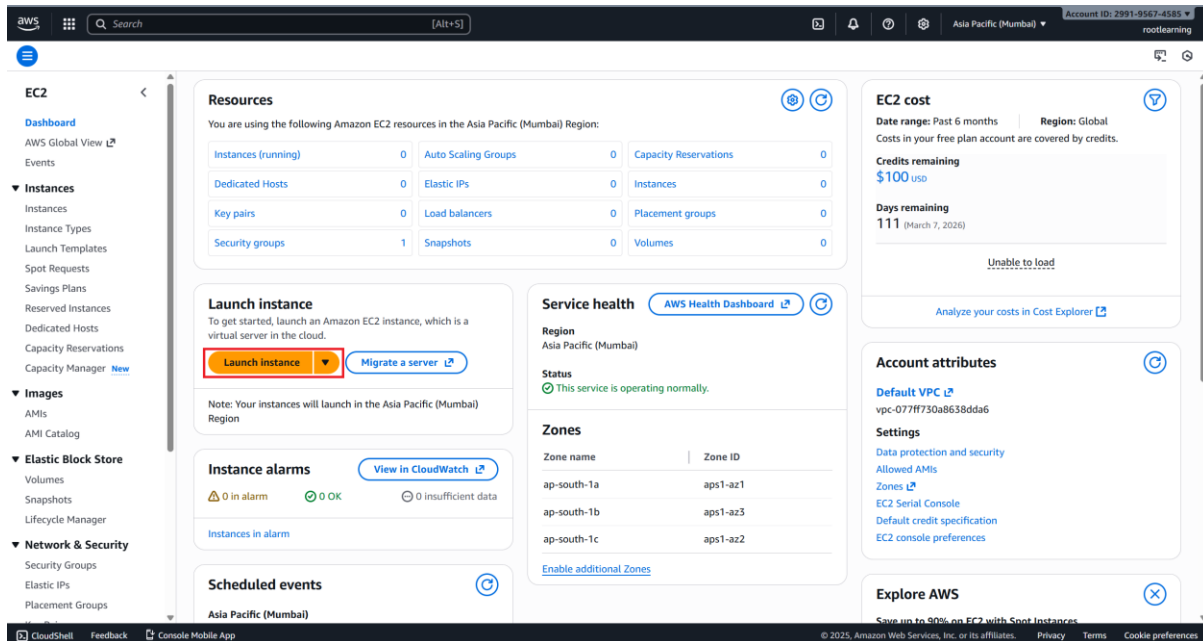 aws
Search
[Alt+S]
Asia Pacific (Mumbai) ▼
Account ID: 2991-9567-4585 ▼
rootlearning
EC2
Dashboard
AWS Global View
Events
▼ Instances
Instances
Instance Types
Launch Templates
Spot Requests
Savings Plans
Reserved Instances
Dedicated Hosts
Capacity Reservations
Capacity Manager New
▼ Images
AMIs
AMI Catalog
▼ Elastic Block Store
Volumes
Snapshots
Lifecycle Manager
▼ Network & Security
Security Groups
Elastic IPs
Placement Groups
Resources
You are using the following Amazon EC2 resources in the Asia Pacific (Mumbai) Region:
Instances (running) 0 Auto Scaling Groups 0 Capacity Reservations 0
Dedicated Hosts 0 Elastic IPs 0 Instances 0
Key pairs 0 Load balancers 0 Placement groups 0
Security groups 1 Snapshots 0 Volumes 0
Launch instance
To get started, launch an Amazon EC2 instance, which is a
virtual server in the cloud.
Launch instance ▼ Migrate a server
Note: Your instances will launch in the Asia Pacific (Mumbai)
Region
Instance alarms View in CloudWatch
0 in alarm 0 OK 0 insufficient data
Instances in alarm
Scheduled events
Asia Pacific (Mumbai)
Service health AWS Health Dashboard
Region
Asia Pacific (Mumbai)
Status
This service is operating normally.
Zones
Zone name Zone ID
ap-south-1a aps1-az1
ap-south-1b aps1-az3
ap-south-1c aps1-az2
Enable additional Zones
EC2 cost
Date range: Past 6 months Region: Global
Costs in your free plan account are covered by credits.
Credits remaining
$100 USD
Days remaining
111 (March 7, 2026)
Unable to load
Analyze your costs in Cost Explorer
Account attributes
Default VPC
vpc-077ff730a8638dda6
Settings
Data protection and security
Allowed AMIs
Zones
EC2 Serial Console
Default credit specification
EC2 console preferences
Explore AWS
Save up to 90% on EC2 with Spot Instances
CloudShell Feedback Console Mobile App
© 2025, Amazon Web Services, Inc. or its affiliates. Privacy Terms Cookie preferences